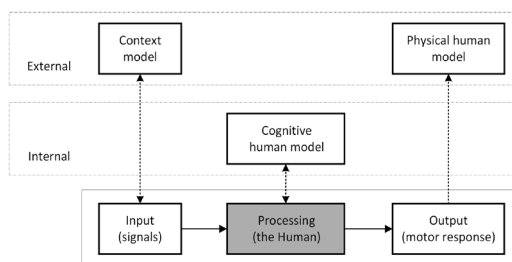 Context
model
Physical human
model
External
Cognitive
human model
Internal
Input
(signals)
Processing
(the Human)
Output
(motor response)